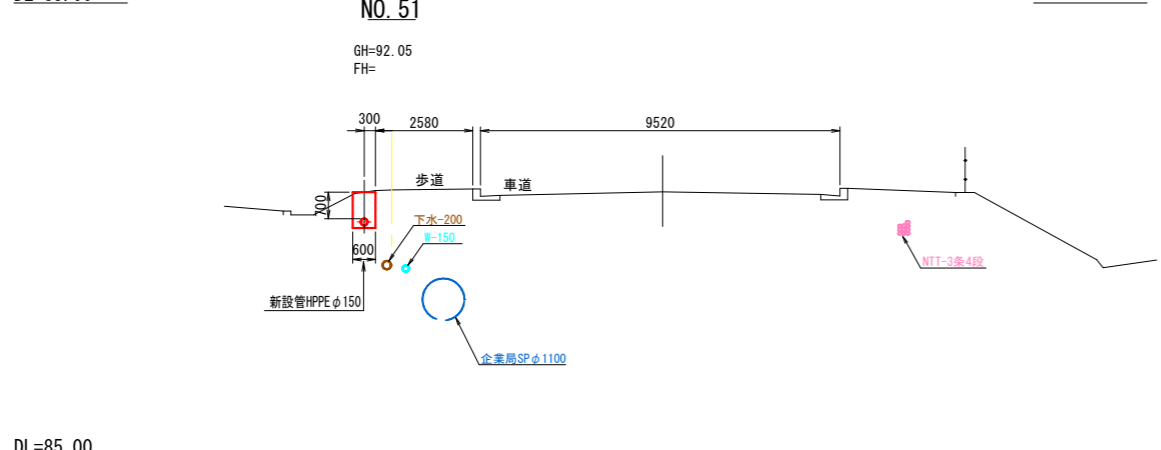 NO. 51
GH=92.05
FH=
300
2580
9520
歩道
車道
700
下水-200
W-150
600
NTT-3条4段
新設管HPPEφ150
企業局SPφ1100
DL=85.00